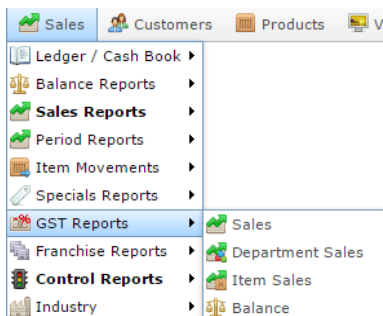 Sales Customers Products
Ledger / Cash Book
Balance Reports
Sales Reports
Period Reports
Item Movements
Specials Reports
GST Reports
Sales
Franchise Reports
Department Sales
Control Reports
Item Sales
Industry
Balance